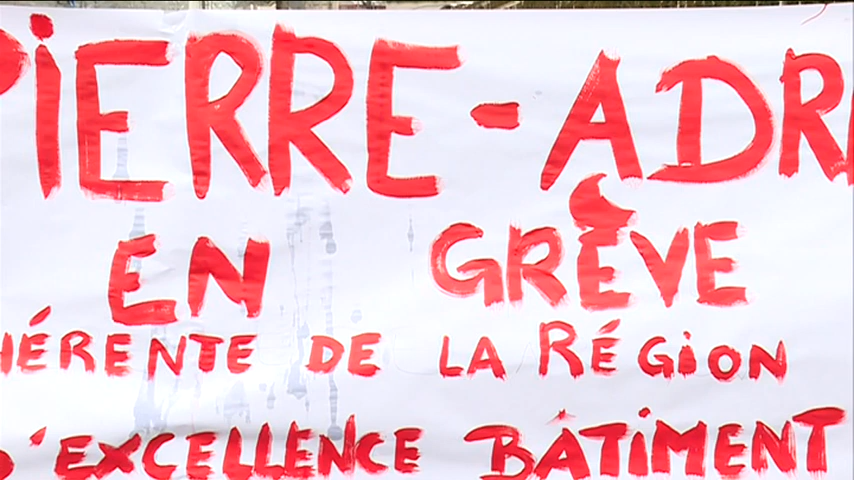 PIERRE-ADR
EN GRÈVE
HÉRENTE DE LA RÉGION
D'EXCELLENCE BÂTIMENT